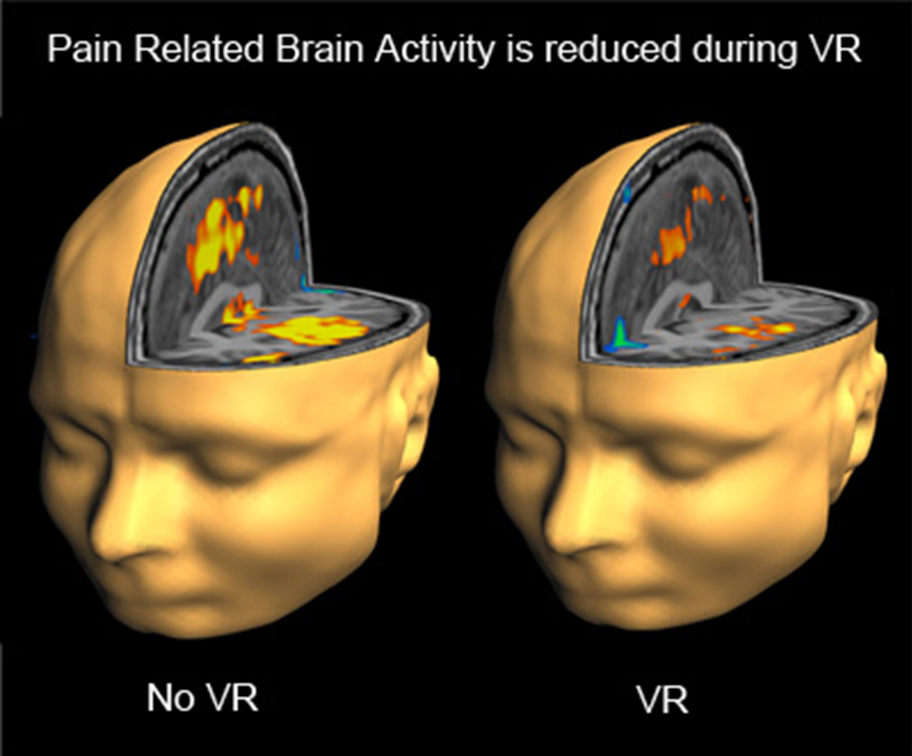 Pain Related Brain Activity is reduced during VR
No VR
VR